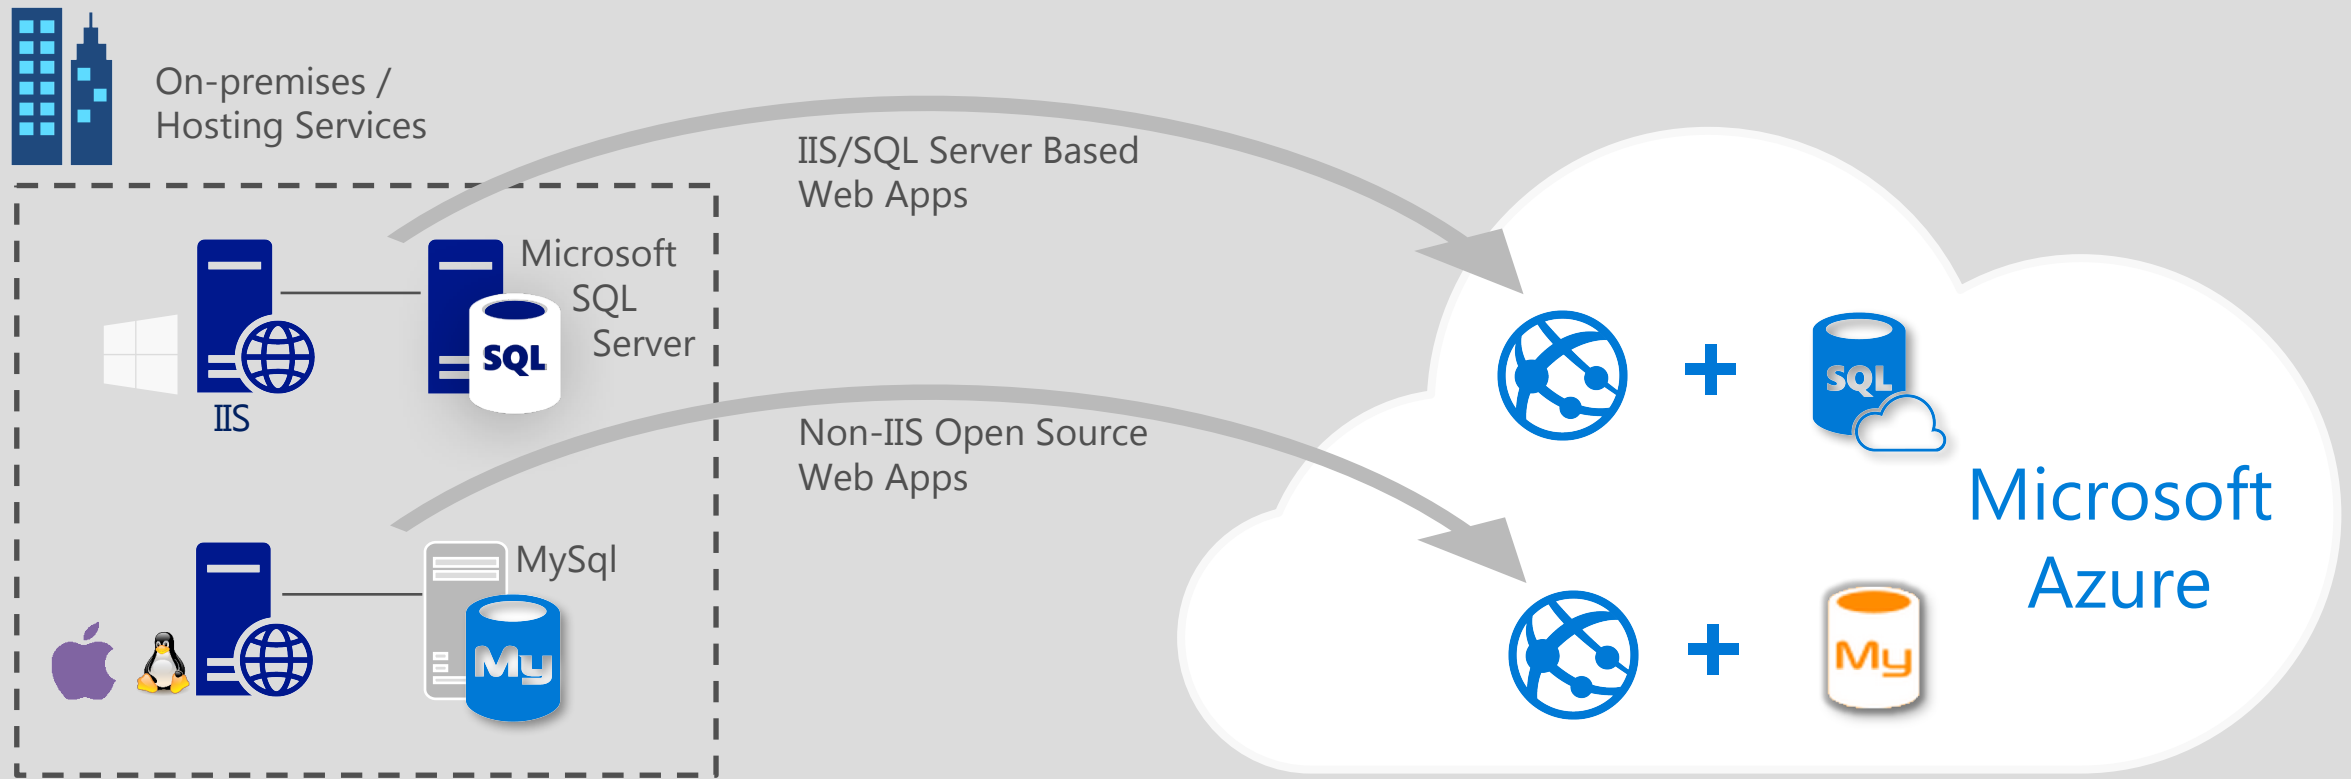 On-premises /
Hosting Services
IIS/SQL Server Based
Web Apps
Microsoft
SQL
Server
SQL
IIS
SQL
Non-IIS Open Source
Web Apps
Microsoft
Azure
MySql
My
My